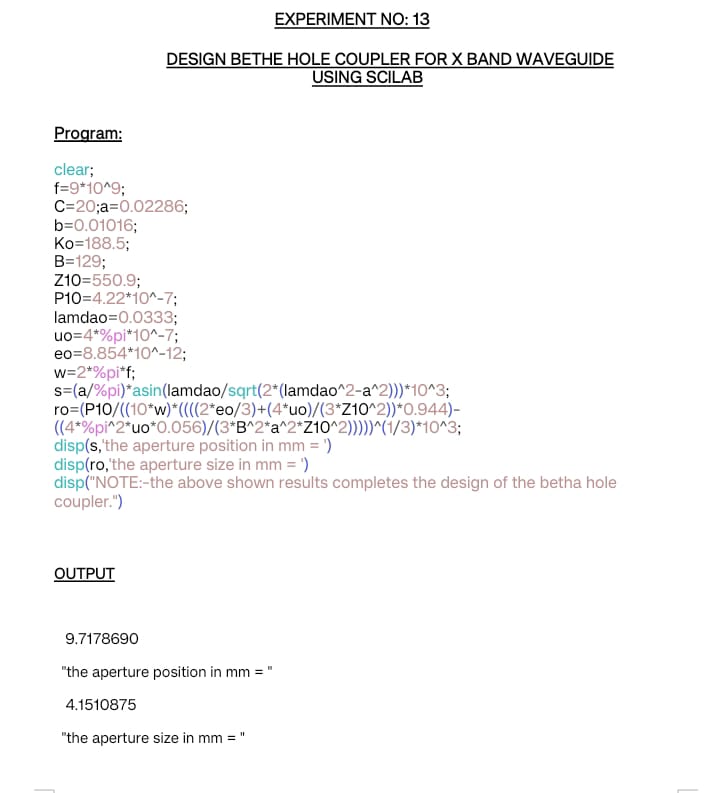 EXPERIMENT NO: 13
DESIGN BETHE HOLE COUPLER FOR X BAND WAVEGUIDE
USING SCILAB
Program:
clear;
f=9*10^9;
C=20;a=0.02286;
b=0.01016;
Ko=188.5;
B=129;
Z10=550.9;
P10=4.22*10^-7;
lamdao=0.0333;
uo=4*%pi*10^-7;
eo=8.854*10^-12;
w=2*%pi*f;
s=(a/%pi)*asin(lamdao/sqrt(2*(lamdao^2-a^2)))*10^3;
ro=(P10/((10*w)*((((2*eo/3)+(4*uo)/(3*Z10^2))*0.944)-
((4*%pi^2*uo*0.056)/(3*B^2*a^2*Z10^2)))))^(1/3)*10^3;
disp(s,'the aperture position in mm = ')
disp(ro,'the aperture size in mm = ')
disp("NOTE:-the above shown results completes the design of the betha hole
coupler.")
OUTPUT
9.7178690
"the aperture position in mm = "
4.1510875
"the aperture size in mm = "